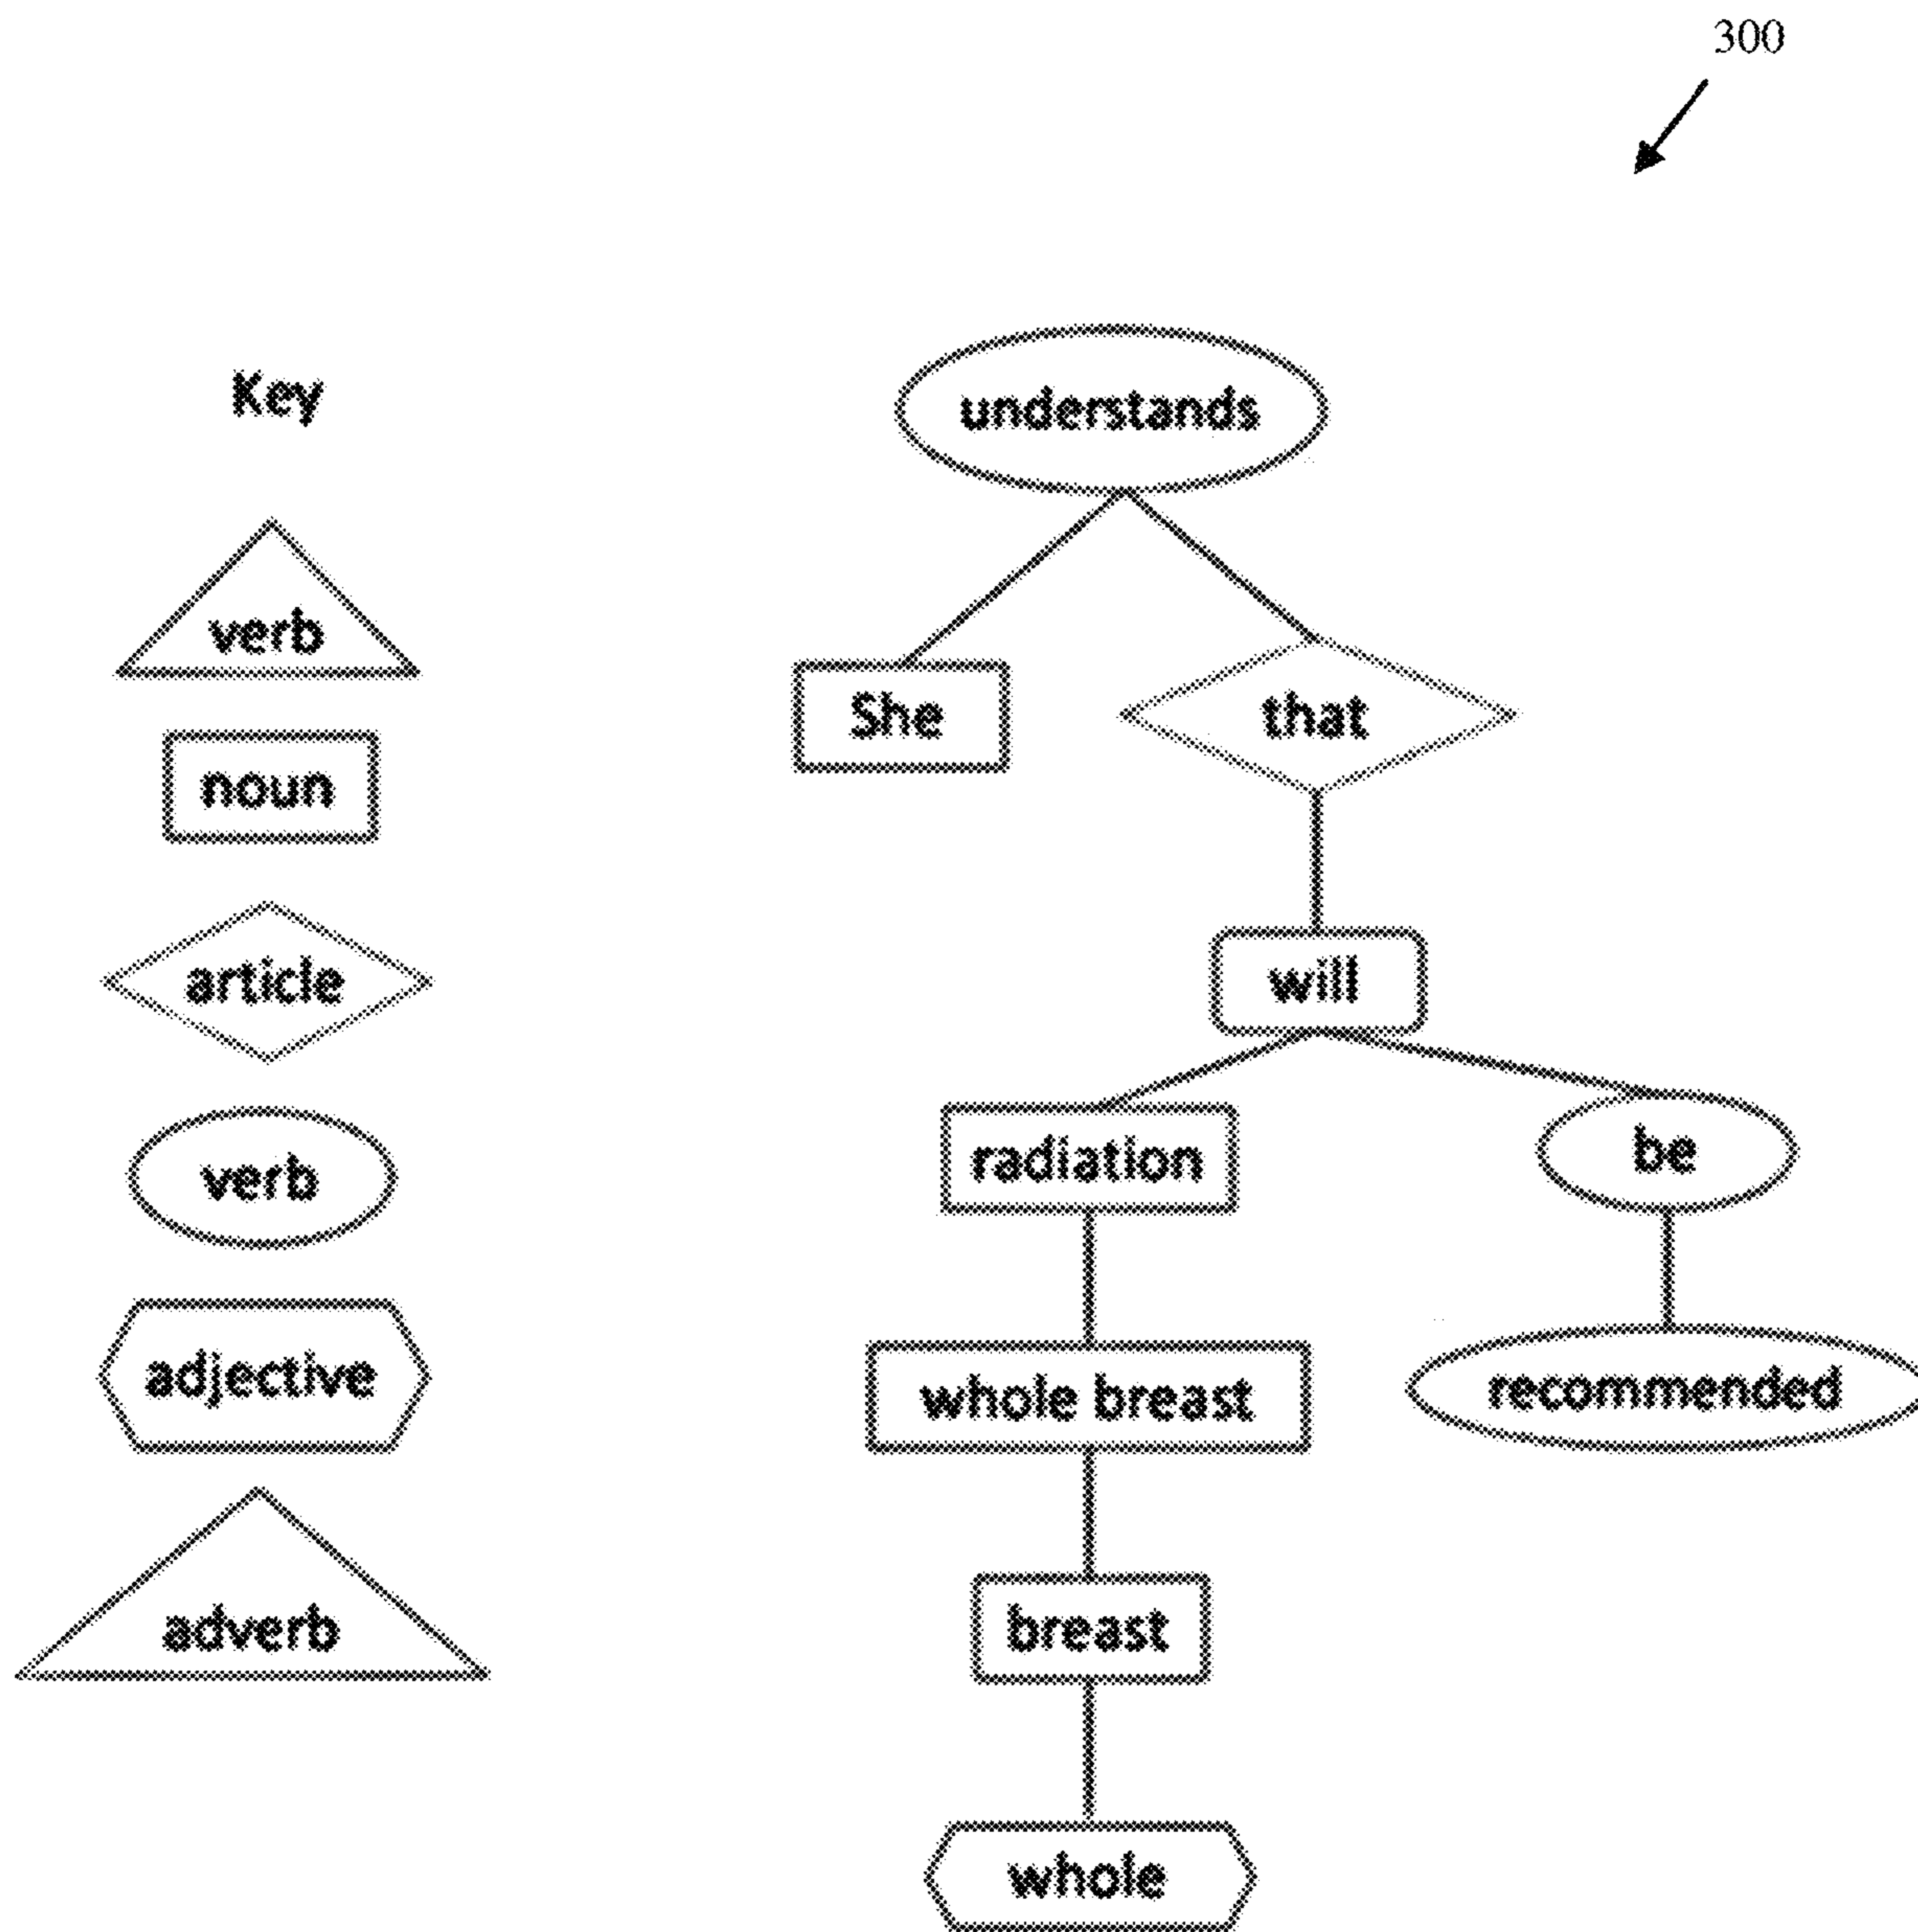 300
Key
verb
noun
article
verb
adjective
adverb
understands
She
that
will
radiation
be
whole breast
recommended
breast
whole